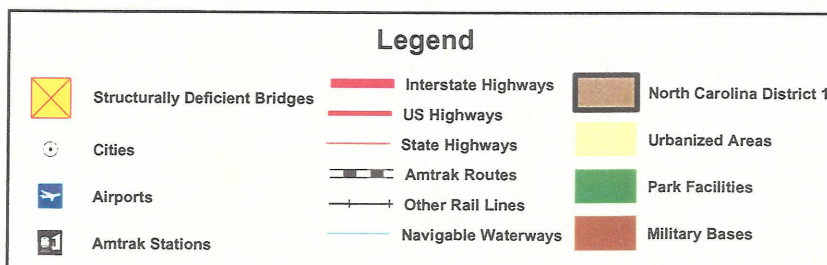 Legend
Structurally Deficient Bridges
Cities
Airports
Amtrak Stations
Interstate Highways
US Highways
State Highways
Amtrak Routes
Other Rail Lines
Navigable Waterways
North Carolina District 1
Urbanized Areas
Park Facilities
Military Bases